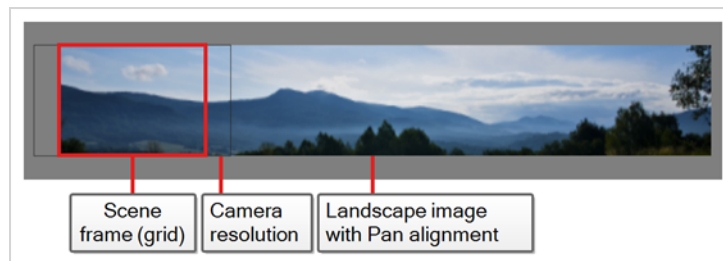 Scene
frame (grid)
Camera
resolution
Landscape image
with Pan alignment